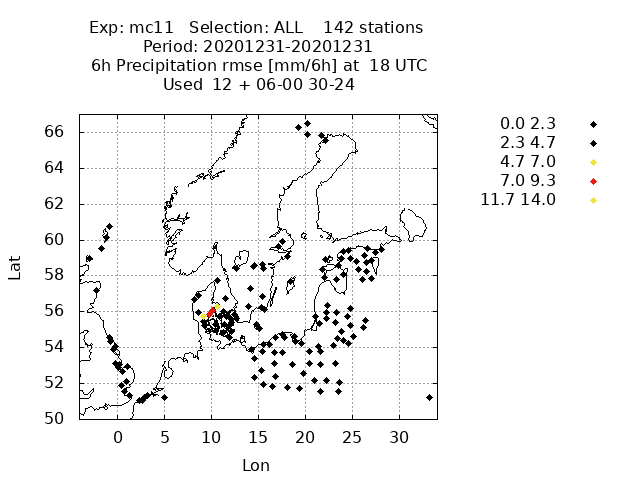 Exp: mc11   Selection: ALL    142 stations
Period: 20201231-20201231
6h Precipitation rmse [mm/6h] at  18 UTC
Used  12 + 06-00 30-24
0.0 2.3
2.3 4.7
4.7 7.0
7.0 9.3
11.7 14.0
66
64
62
60
58
56
54
52
50
Lat
0 5 10 15 20 25 30
Lon